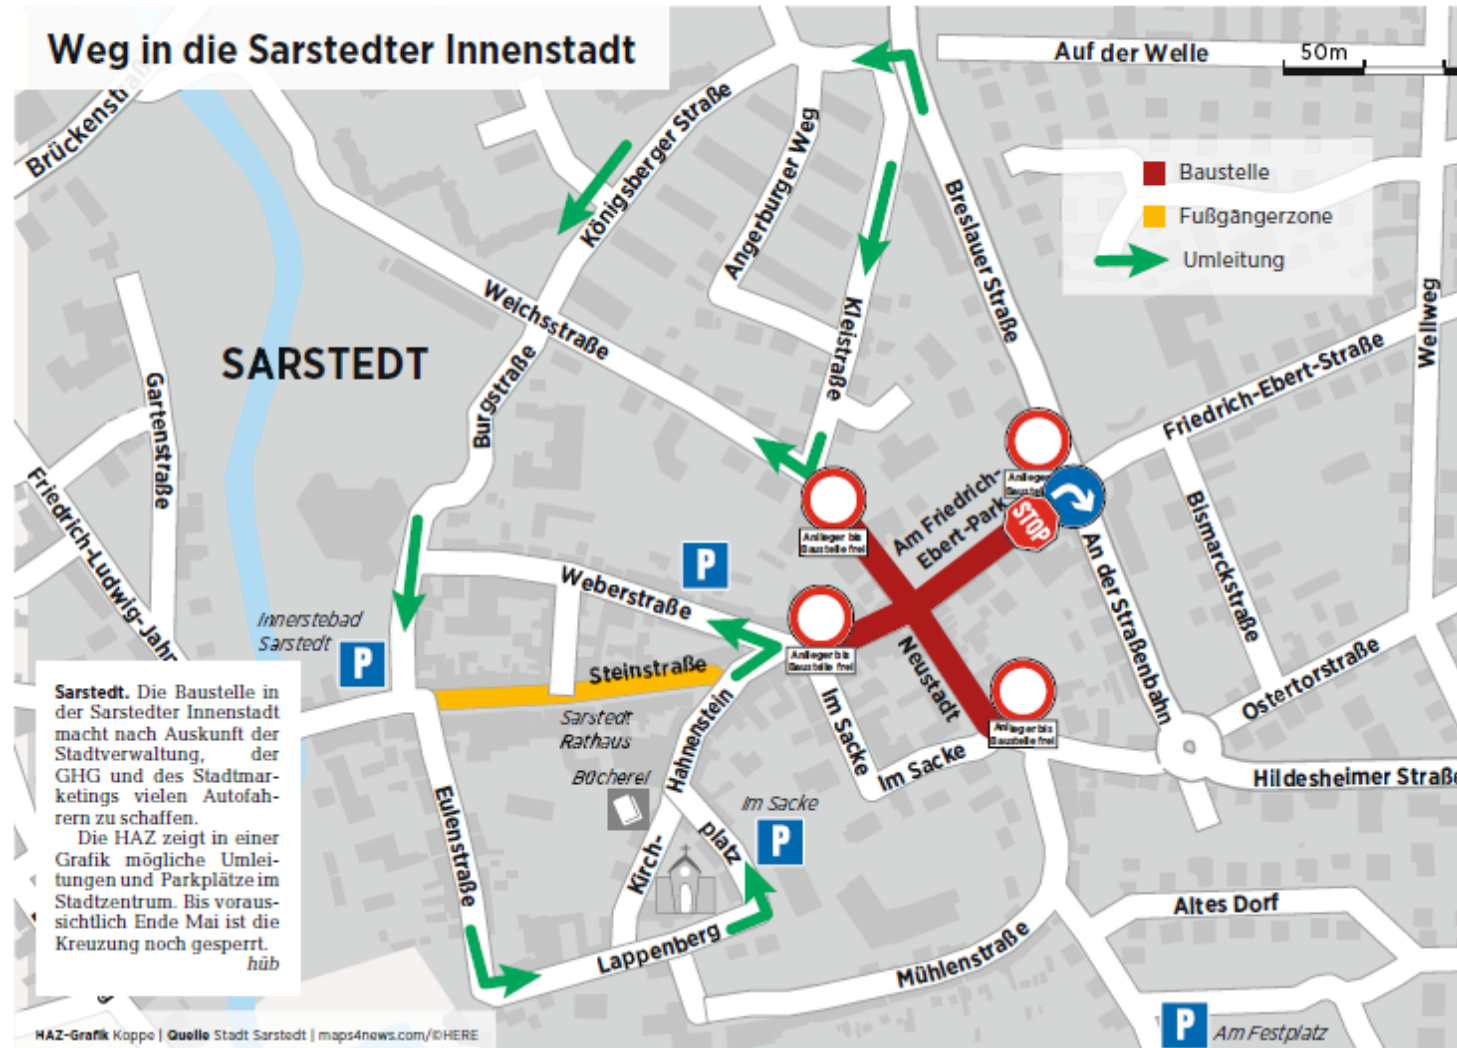 Weg in die Sarstedter Innenstadt
Auf der Welle
50m
Brückenstraße
Königsberger Straße
Angerburger Weg
Breslauer Straße
Baustelle
Fußgängerzone
Umleitung
Wellweg
Weichsstraße
Kleistraße
SARSTEDT
Burgstraße
Gartenstraße
Friedrich-Ebert-Straße
Friedrich-Ludwig-Jahn
Am Friedrich-
Ebert-Park
STOP
Anlieger bis
Baustelle frei
Bismarckstraße
An der Straßenbahn
P
Weberstraße
Innerstebad
Sarstedt
P
Anlieger bis
Baustelle frei
Steinstraße
Neustadt
Ostertorstraße
Sarstedt
Rathaus
Bücherei
Hahnenstein
Im Sacke
Im Sacke
Anlieger bis
Baustelle frei
Hildesheimer Straße
Eulenstraße
Im Sacke
P
Kirch-
platz
Lappenberg
Mühlenstraße
Altes Dorf
P
Am Festplatz
Sarstedt. Die Baustelle in
der Sarstedter Innenstadt
macht nach Auskunft der
Stadtverwaltung, der
GHG und des Stadtmar-
ketings vielen Autofah-
rern zu schaffen.
Die HAZ zeigt in einer
Grafik mögliche Umlei-
tungen und Parkplätze im
Stadtzentrum. Bis voraus-
sichtlich Ende Mai ist die
Kreuzung noch gesperrt.
hüb
HAZ-Grafik Koppe | Quelle Stadt Sarstedt | maps4news.com/©HERE